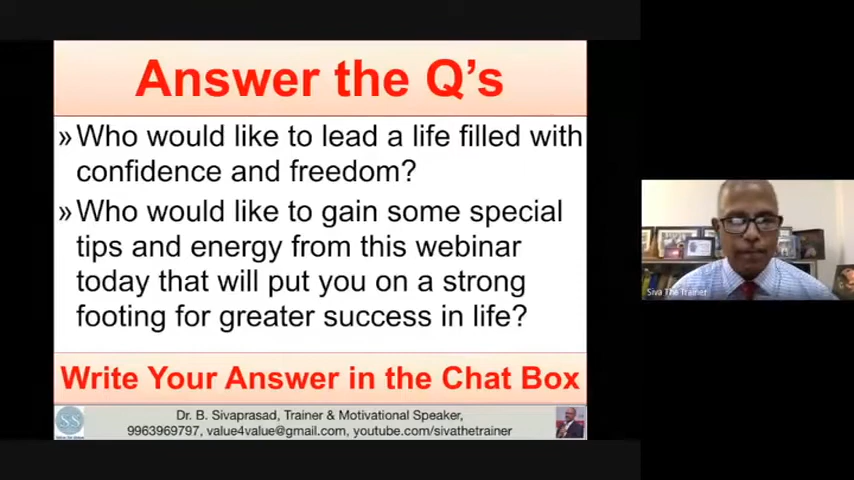 Answer the Q's
»Who would like to lead a life filled with
confidence and freedom?
»Who would like to gain some special
tips and energy from this webinar
today that will put you on a strong
footing for greater success in life?
Write Your Answer in the Chat Box
SS
Dr. B. Sivaprasad, Trainer & Motivational Speaker,
9963969797, value4value@gmail.com, youtube.com/sivathetrainer
Siva The Trainer